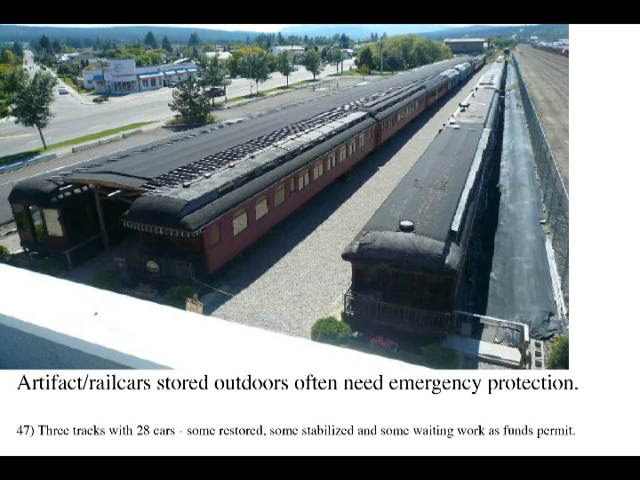 Artifact/railcars stored outdoors often need emergency protection.
47) Three tracks with 28 cars - some restored, some stabilized and some waiting work as funds permit.